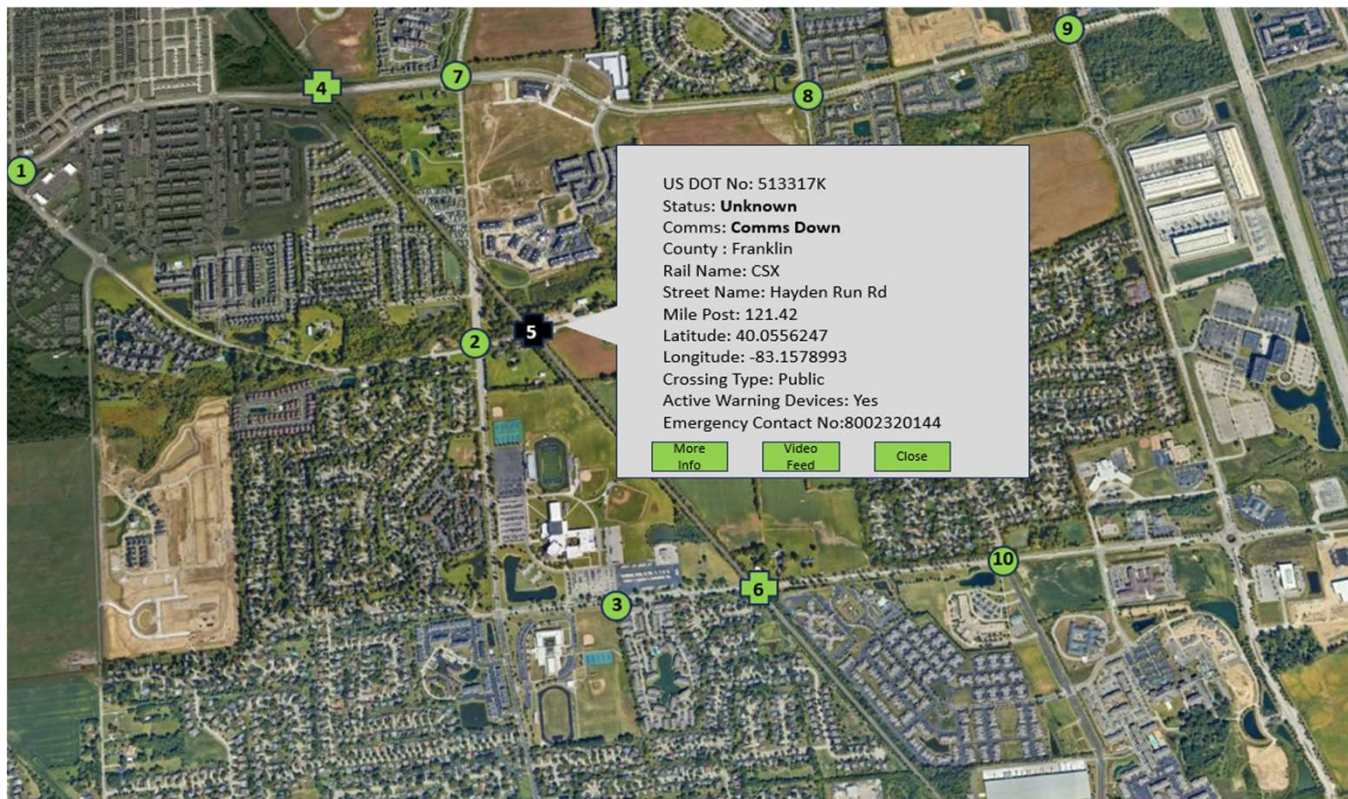 9
7
4
8
1
US DOT No: 513317K
Status: Unknown
Comms: Comms Down
County : Franklin
Rail Name: CSX
Street Name: Hayden Run Rd
Mile Post: 121.42
Latitude: 40.0556247
Longitude: -83.1578993
Crossing Type: Public
Active Warning Devices: Yes
Emergency Contact No:8002320144
More
Info
Video
Feed
Close
5
2
10
6
3